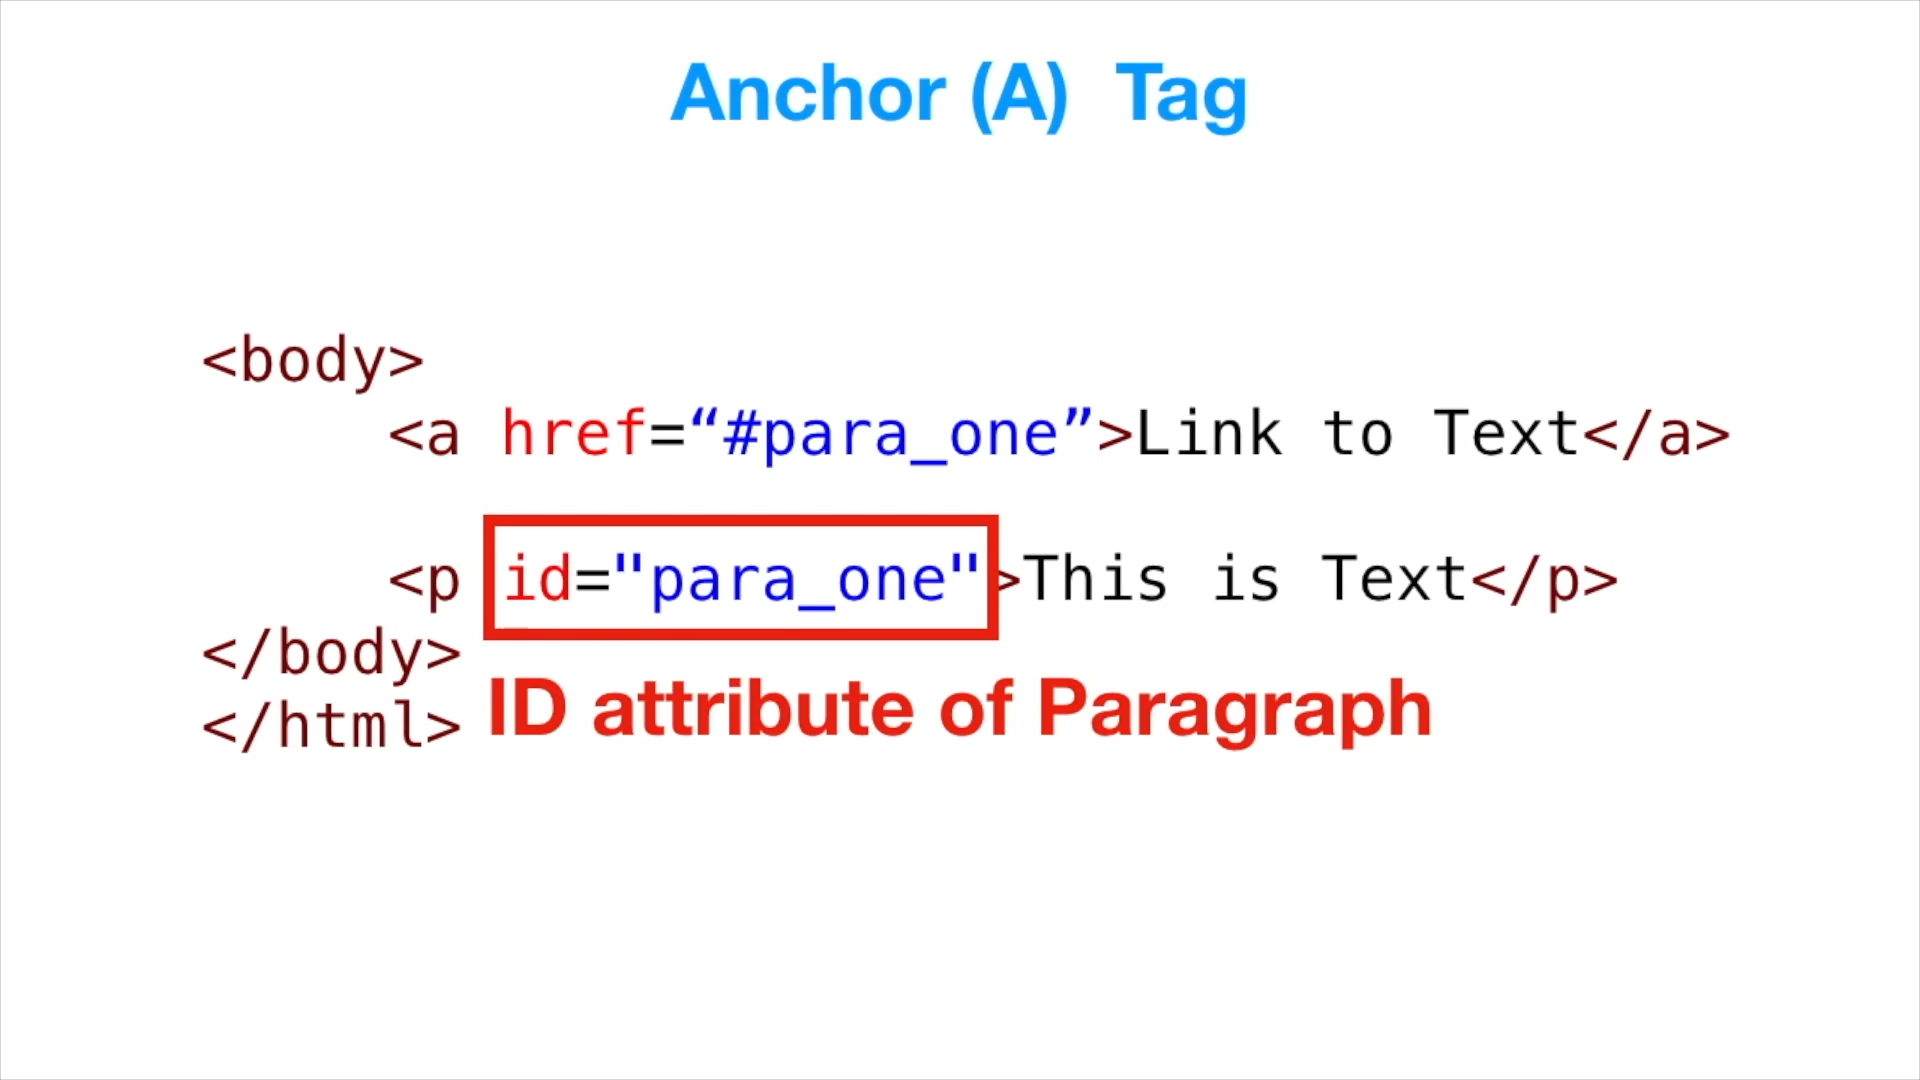 Anchor (A)  Tag
<body>
<a href=“#para_one”>Link to Text</a>
<p id="para_one">This is Text</p>
</body>
</html>
ID attribute of Paragraph